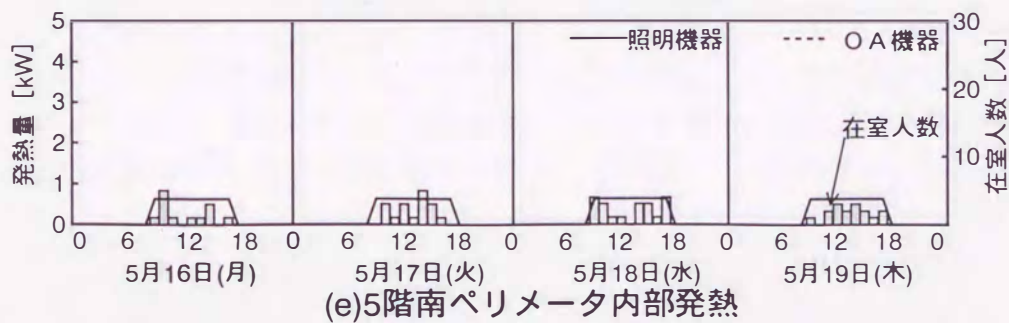 発熱量 [kW]
5
4
3
2
1
0
照明機器
ＯＡ機器
在室人数
30
20
10
在室人数 [人]
0 6 12 18 0 6 12 18 0 6 12 18 0 6 12 18 0
5月16日(月) 5月17日(火) 5月18日(水) 5月19日(木)
(e)5階南ペリメータ内部発熱